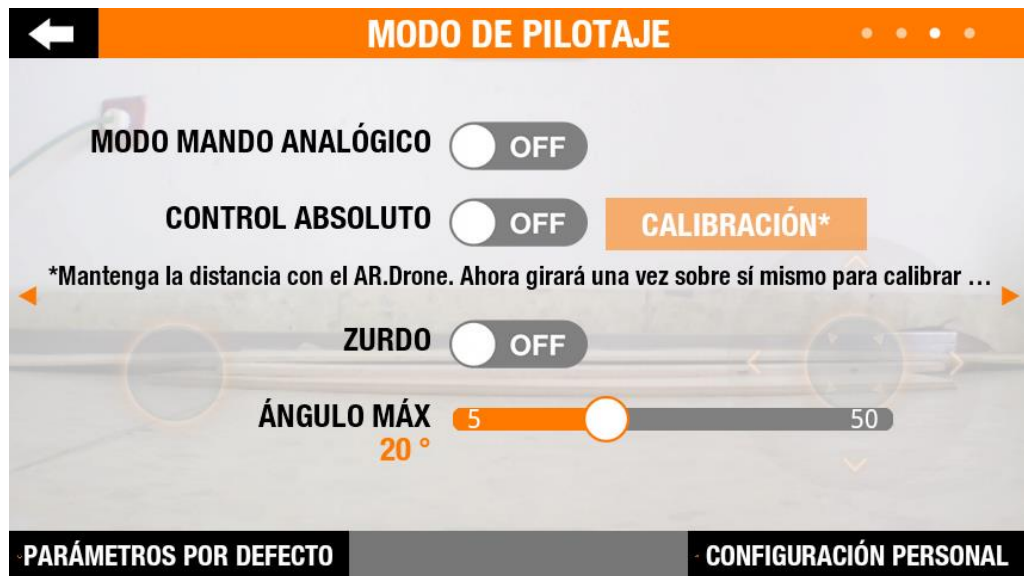 MODO DE PILOTAJE
MODO MANDO ANALÓGICO OFF
CONTROL ABSOLUTO OFF CALIBRACIÓN*
*Mantenga la distancia con el AR.Drone. Ahora girará una vez sobre sí mismo para calibrar ...
ZURDO OFF
ÁNGULO MÁX 5 50
20 °
PARÁMETROS POR DEFECTO CONFIGURACIÓN PERSONAL